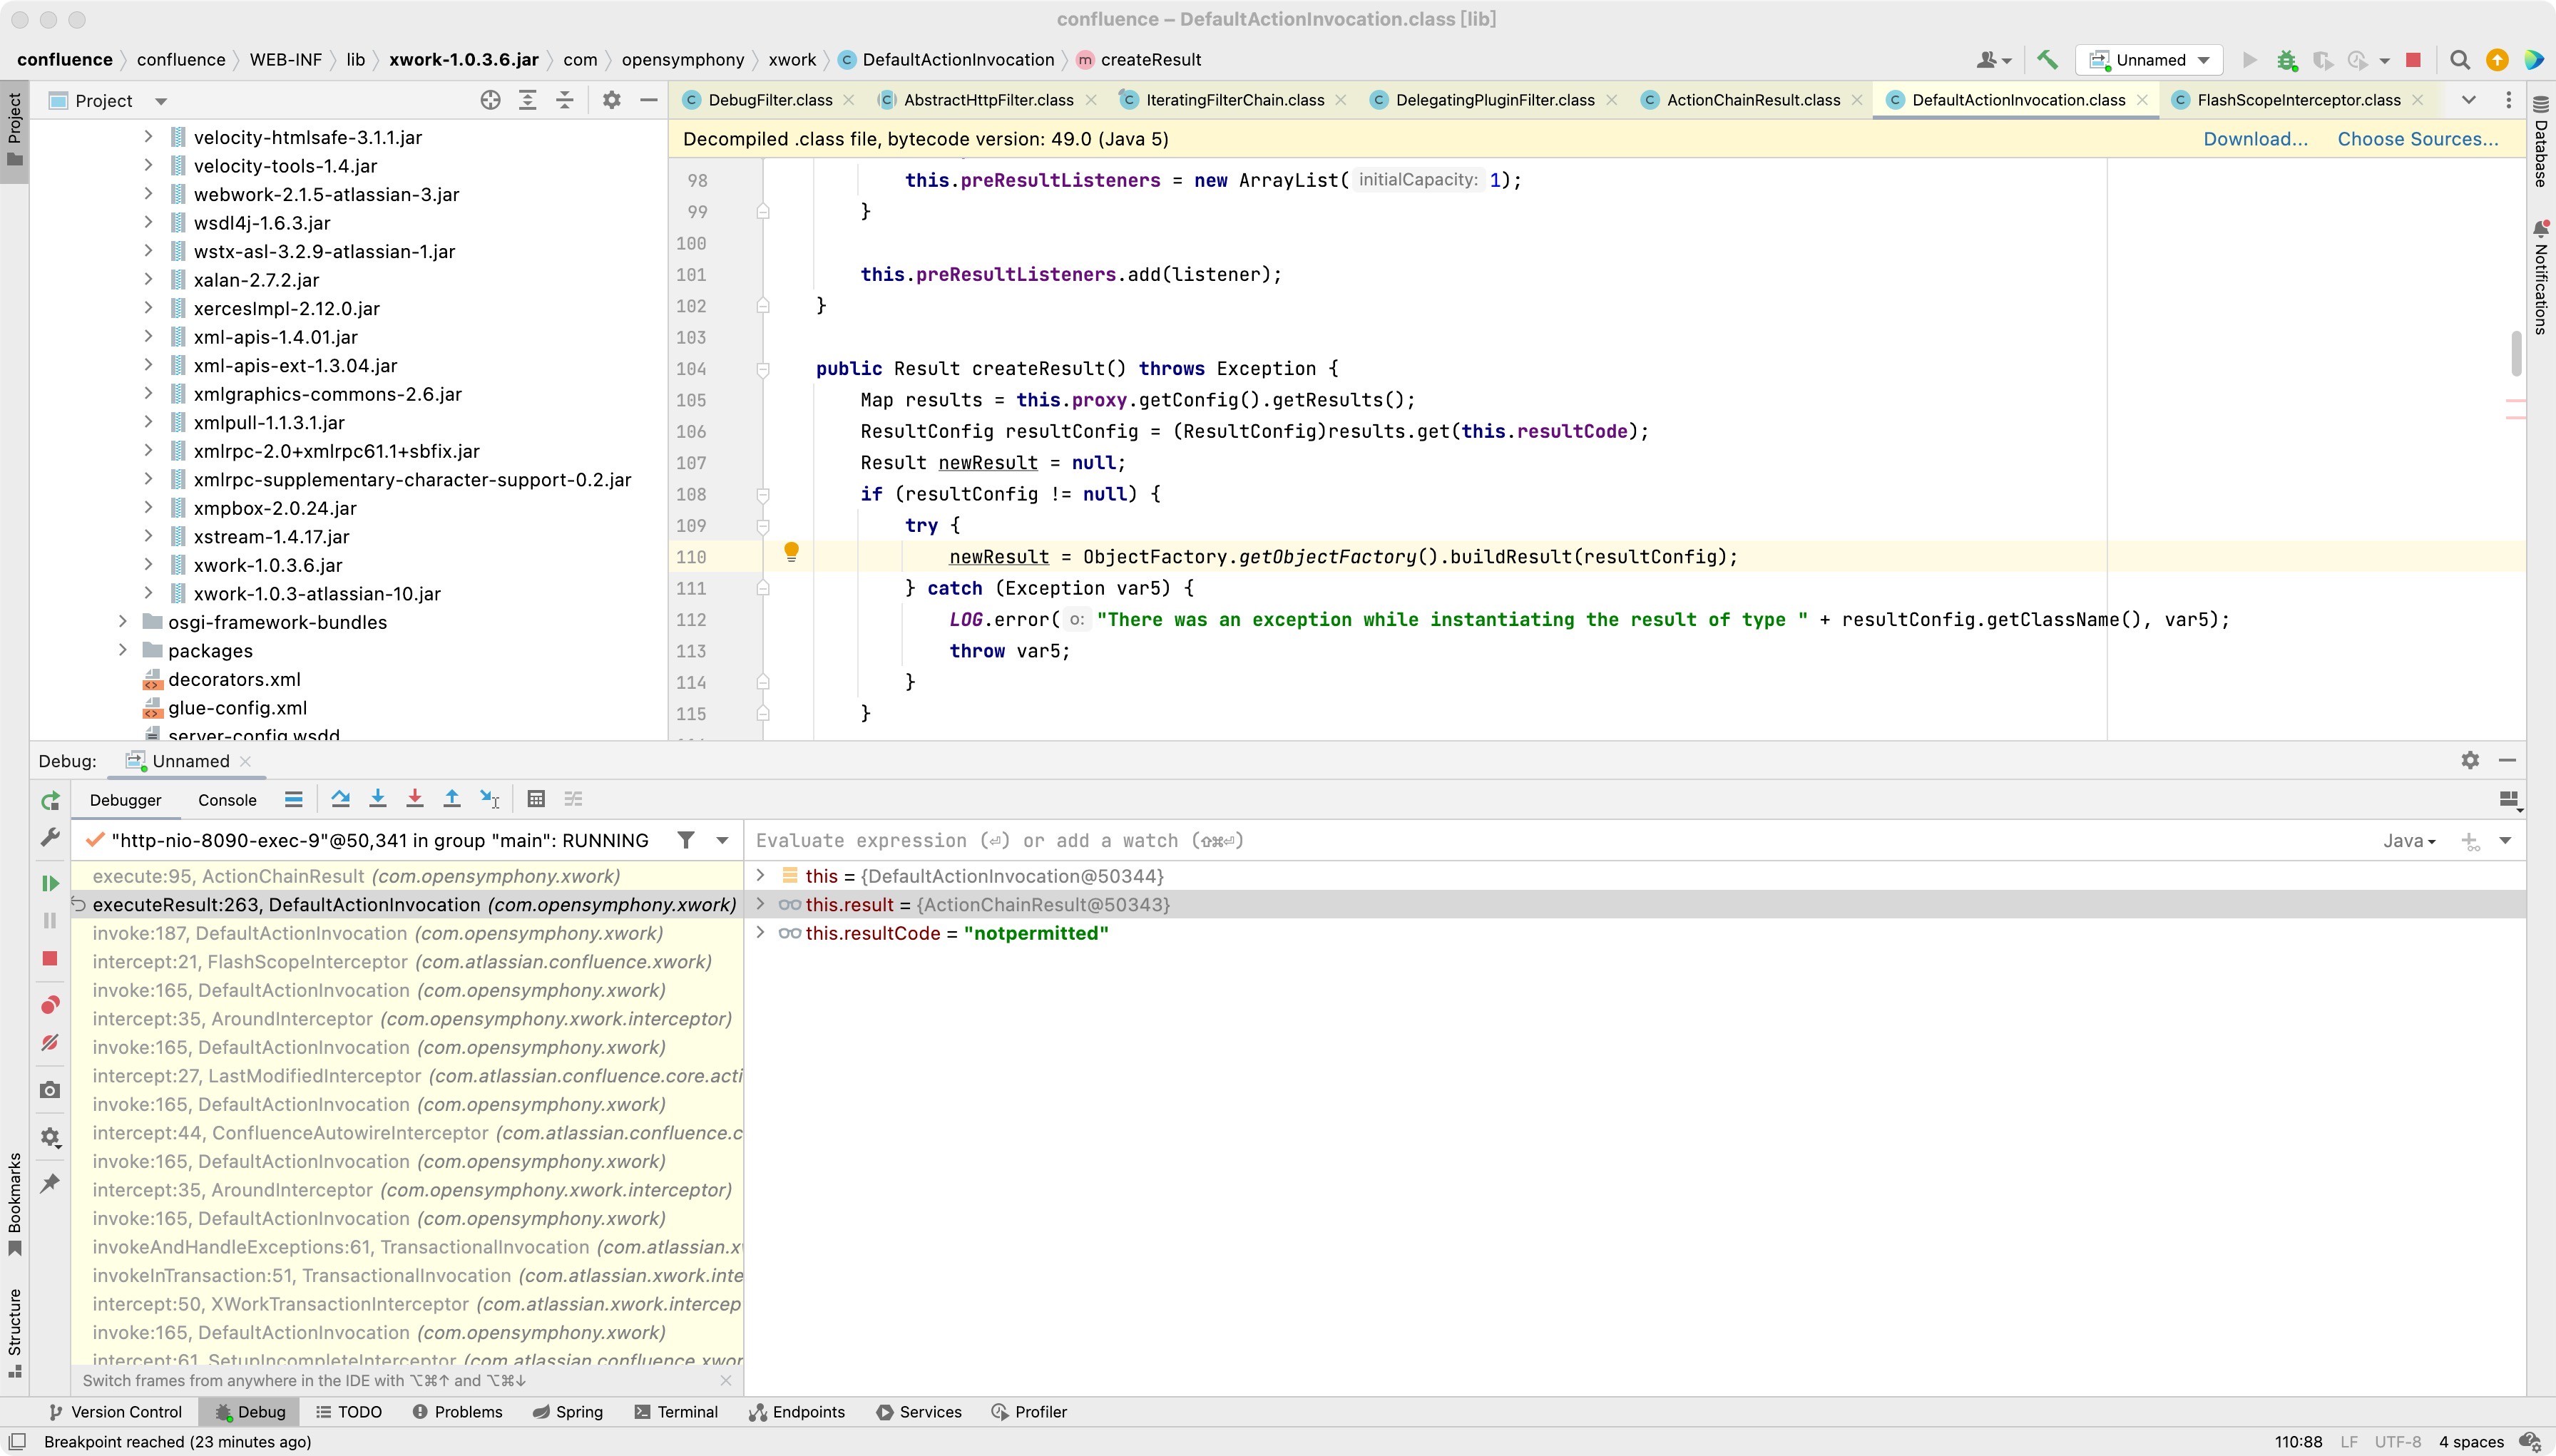 confluence – DefaultActionInvocation.class [lib]
confluence confluence WEB-INF lib xwork-1.0.3.6.jar com opensymphony xwork DefaultActionInvocation createResult
Unnamed
Project
Project
DebugFilter.class AbstractHttpFilter.class IteratingFilterChain.class DelegatingPluginFilter.class ActionChainResult.class DefaultActionInvocation.class FlashScopeInterceptor.class
Decompiled .class file, bytecode version: 49.0 (Java 5) Download... Choose Sources...
velocity-htmlsafe-3.1.1.jar
velocity-tools-1.4.jar
webwork-2.1.5-atlassian-3.jar
wsdl4j-1.6.3.jar
wstx-asl-3.2.9-atlassian-1.jar
xalan-2.7.2.jar
xercesImpl-2.12.0.jar
xml-apis-1.4.01.jar
xml-apis-ext-1.3.04.jar
xmlgraphics-commons-2.6.jar
xmlpull-1.1.3.1.jar
xmlrpc-2.0+xmlrpc61.1+sbfix.jar
xmlrpc-supplementary-character-support-0.2.jar
xmpbox-2.0.24.jar
xstream-1.4.17.jar
xwork-1.0.3.6.jar
xwork-1.0.3-atlassian-10.jar
osgi-framework-bundles
packages
decorators.xml
glue-config.xml
server-config.wsdd
98 this.preResultListeners = new ArrayList( initialCapacity: 1);
99 }
100
101 this.preResultListeners.add(listener);
102 }
103
104 public Result createResult() throws Exception {
105 Map results = this.proxy.getConfig().getResults();
106 ResultConfig resultConfig = (ResultConfig)results.get(this.resultCode);
107 Result newResult = null;
108 if (resultConfig != null) {
109 try {
110 newResult = ObjectFactory.getObjectFactory().buildResult(resultConfig);
111 } catch (Exception var5) {
112 LOG.error( o: "There was an exception while instantiating the result of type " + resultConfig.getClassName(), var5);
113 throw var5;
114 }
115 }
Database
Notifications
Debug: Unnamed
Debugger Console
"http-nio-8090-exec-9"@50,341 in group "main": RUNNING
Evaluate expression (⏎) or add a watch (⇧⌘⏎) Java
execute:95, ActionChainResult (com.opensymphony.xwork)
executeResult:263, DefaultActionInvocation (com.opensymphony.xwork)
invoke:187, DefaultActionInvocation (com.opensymphony.xwork)
intercept:21, FlashScopeInterceptor (com.atlassian.confluence.xwork)
invoke:165, DefaultActionInvocation (com.opensymphony.xwork)
intercept:35, AroundInterceptor (com.opensymphony.xwork.interceptor)
invoke:165, DefaultActionInvocation (com.opensymphony.xwork)
intercept:27, LastModifiedInterceptor (com.atlassian.confluence.core.acti
invoke:165, DefaultActionInvocation (com.opensymphony.xwork)
intercept:44, ConfluenceAutowireInterceptor (com.atlassian.confluence.c
invoke:165, DefaultActionInvocation (com.opensymphony.xwork)
intercept:35, AroundInterceptor (com.opensymphony.xwork.interceptor)
invoke:165, DefaultActionInvocation (com.opensymphony.xwork)
invokeAndHandleExceptions:61, TransactionalInvocation (com.atlassian.x
invokeInTransaction:51, TransactionalInvocation (com.atlassian.xwork.inte
intercept:50, XWorkTransactionInterceptor (com.atlassian.xwork.intercep
invoke:165, DefaultActionInvocation (com.opensymphony.xwork)
intercept:61, SetupIncompleteInterceptor (com.atlassian.confluence.xwor
Switch frames from anywhere in the IDE with ⌥⌘↑ and ⌥⌘↓
this = {DefaultActionInvocation@50344}
this.result = {ActionChainResult@50343}
this.resultCode = "notpermitted"
Bookmarks
Structure
Version Control Debug TODO Problems Spring Terminal Endpoints Services Profiler
Breakpoint reached (23 minutes ago) 110:88 LF UTF-8 4 spaces